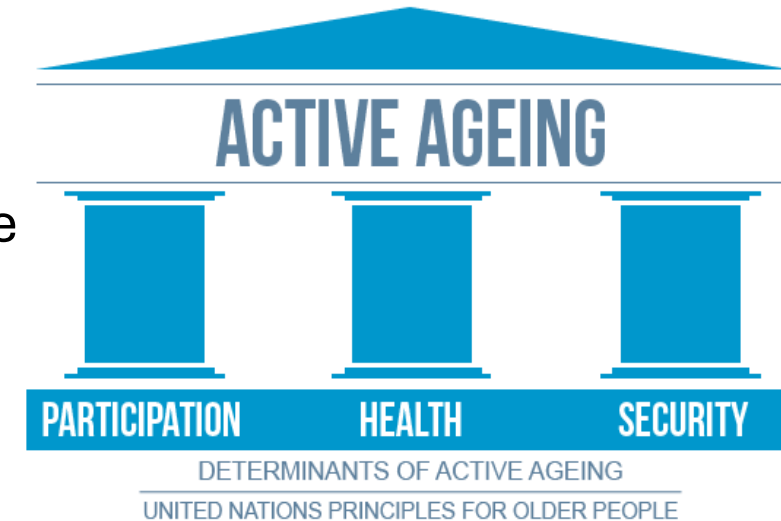 ACTIVE AGEING
e
PARTICIPATION HEALTH SECURITY
DETERMINANTS OF ACTIVE AGEING
UNITED NATIONS PRINCIPLES FOR OLDER PEOPLE